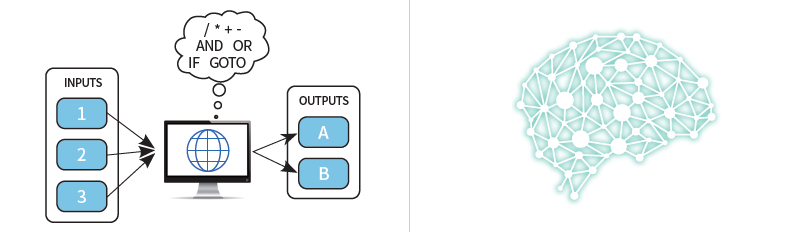 / * + -
AND OR
IF GOTO
INPUTS
1
2
3
OUTPUTS
A
B